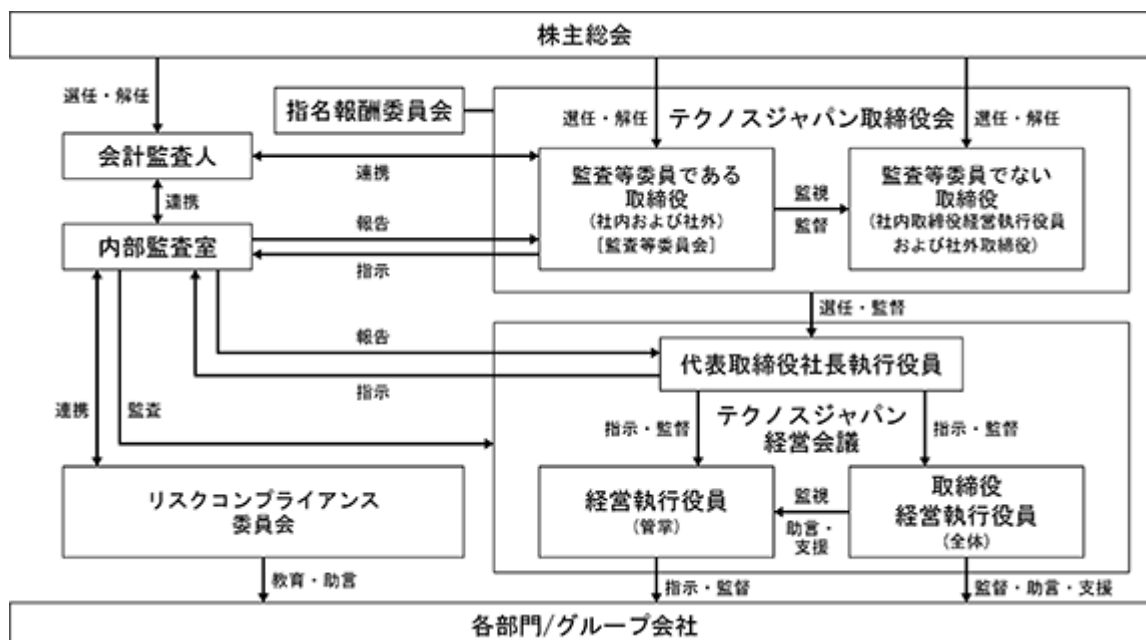 株主総会
選任・解任
指名報酬委員会
選任・解任
テクノスジャパン取締役会
選任・解任
会計監査人
連携
監査等委員である
取締役
(社内および社外)
[監査等委員会]
監視
監督
監査等委員でない
取締役
(社内取締役経営執行役員
および社外取締役)
連携
内部監査室
報告
指示
選任・監督
報告
指示
代表取締役社長執行役員
連携
監査
指示・監督
テクノスジャパン
経営会議
指示・監督
リスクコンプライアンス
委員会
経営執行役員
(管掌)
監視
助言・
支援
取締役
経営執行役員
(全体)
教育・助言
指示・監督
監督・助言・支援
各部門/グループ会社